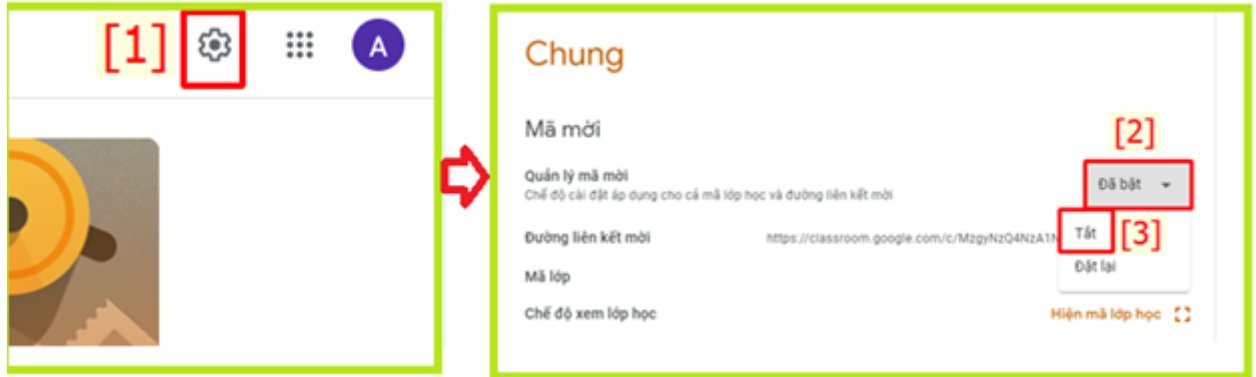 [1]
A
Chung
Mã mời
[2]
Quản lý mã mời
Đã bật
Chế độ cài đặt áp dụng cho cả mã lớp học và đường liên kết mời
Đường liên kết mời https://classroom.google.com/c/MzgyNzQ4NzA1N
Tắt [3]
Mã lớp
Đặt lại
Chế độ xem lớp học Hiện mã lớp học